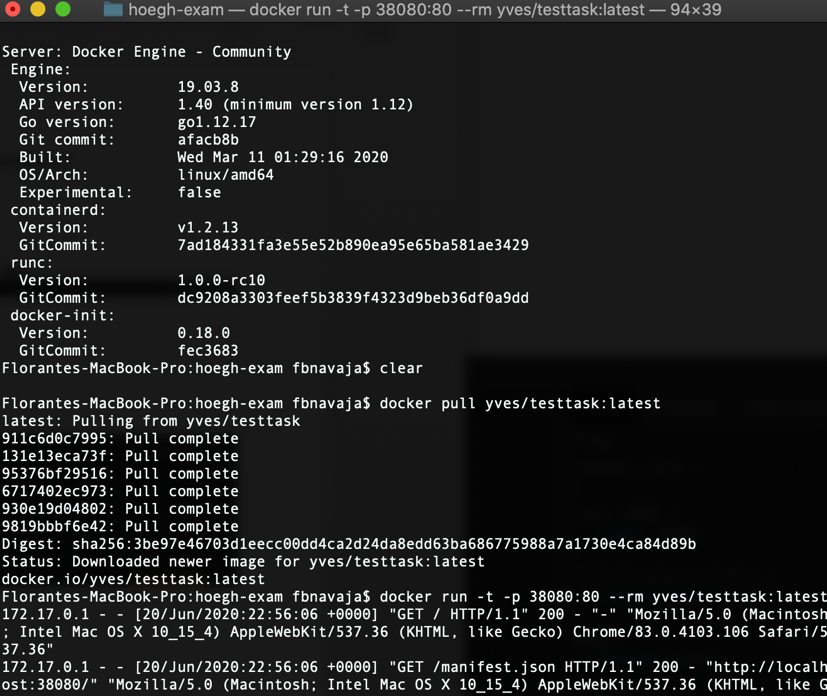 hoegh-exam — docker run -t -p 38080:80 --rm yves/testtask:latest — 94×39
Server: Docker Engine - Community
Engine:
Version: 19.03.8
API version: 1.40 (minimum version 1.12)
Go version: go1.12.17
Git commit: afacb8b
Built: Wed Mar 11 01:29:16 2020
OS/Arch: linux/amd64
Experimental: false
containerd:
Version: v1.2.13
GitCommit: 7ad184331fa3e55e52b890ea95e65ba581ae3429
runc:
Version: 1.0.0-rc10
GitCommit: dc9208a3303feef5b3839f4323d9beb36df0a9dd
docker-init:
Version: 0.18.0
GitCommit: fec3683
Florantes-MacBook-Pro:hoegh-exam fbnavaja$ clear
Florantes-MacBook-Pro:hoegh-exam fbnavaja$ docker pull yves/testtask:latest
latest: Pulling from yves/testtask
911c6d0c7995: Pull complete
131e13eca73f: Pull complete
95376bf29516: Pull complete
6717402ec973: Pull complete
930e19d04802: Pull complete
9819bbbf6e42: Pull complete
Digest: sha256:3be97e46703d1eecc00dd4ca2d24da8edd63ba686775988a7a1730e4ca84d89b
Status: Downloaded newer image for yves/testtask:latest
docker.io/yves/testtask:latest
Florantes-MacBook-Pro:hoegh-exam fbnavaja$ docker run -t -p 38080:80 --rm yves/testtask:latest
172.17.0.1 - - [20/Jun/2020:22:56:06 +0000] "GET / HTTP/1.1" 200 - "-" "Mozilla/5.0 (Macintosh
; Intel Mac OS X 10_15_4) AppleWebKit/537.36 (KHTML, like Gecko) Chrome/83.0.4103.106 Safari/5
37.36"
172.17.0.1 - - [20/Jun/2020:22:56:06 +0000] "GET /manifest.json HTTP/1.1" 200 - "http://localh
ost:38080/" "Mozilla/5.0 (Macintosh; Intel Mac OS X 10_15_4) AppleWebKit/537.36 (KHTML, like G